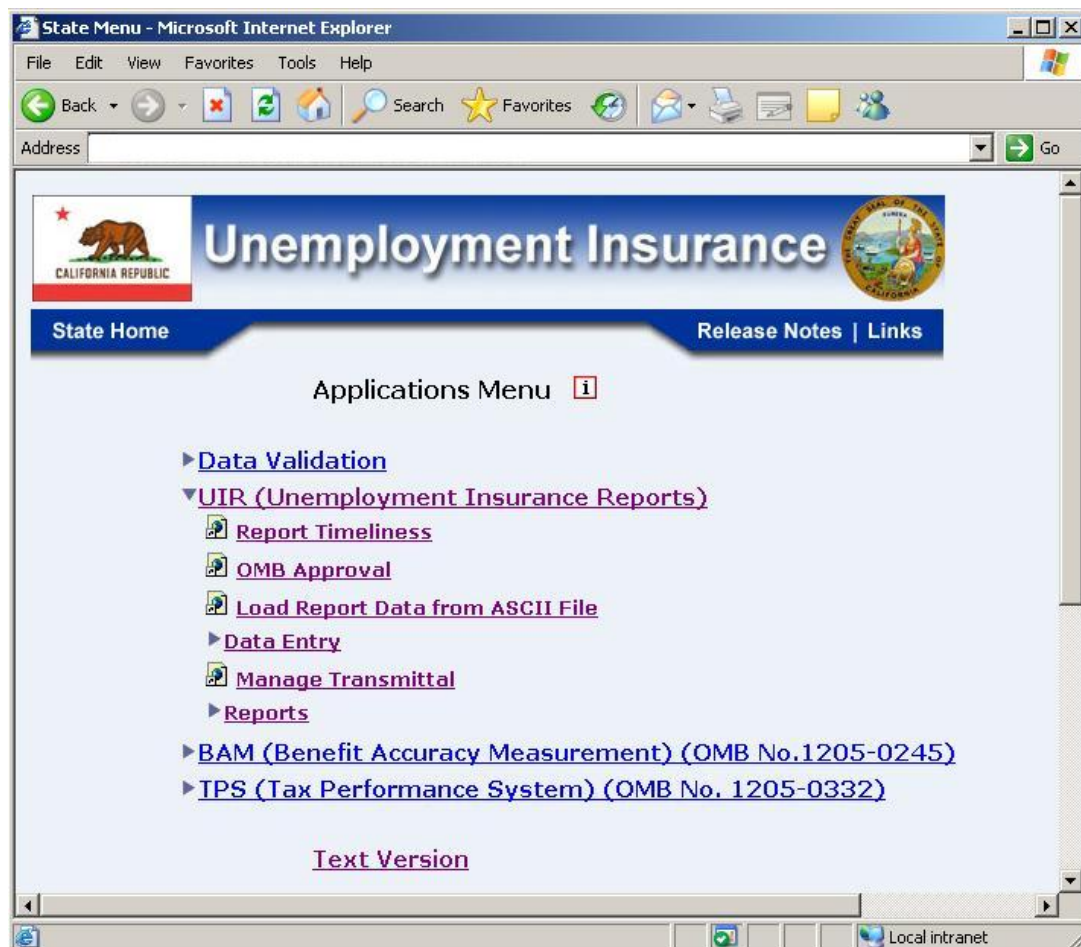 State Menu - Microsoft Internet Explorer
File Edit View Favorites Tools Help
Back Search Favorites
Address Go
CALIFORNIA REPUBLIC
Unemployment Insurance
State Home Release Notes | Links
Applications Menu i
Data Validation
UIR (Unemployment Insurance Reports)
Report Timeliness
OMB Approval
Load Report Data from ASCII File
Data Entry
Manage Transmittal
Reports
BAM (Benefit Accuracy Measurement) (OMB No.1205-0245)
TPS (Tax Performance System) (OMB No. 1205-0332)
Text Version
Local intranet